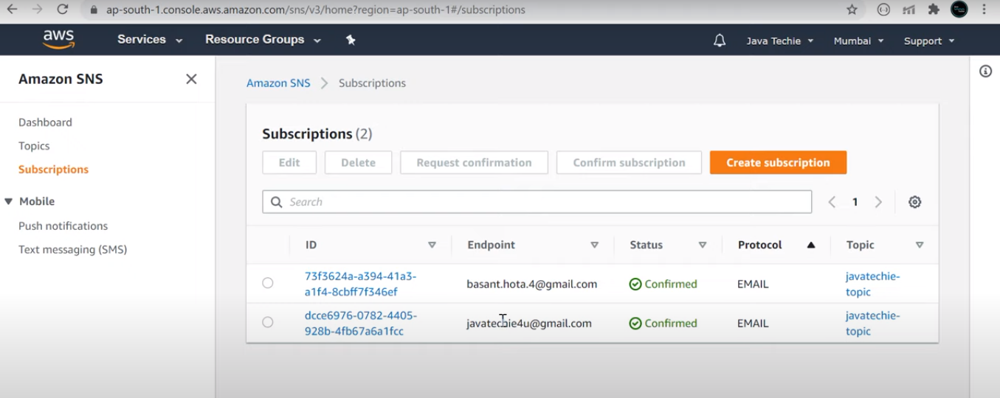 ap-south-1.console.aws.amazon.com/sns/v3/home?region=ap-south-1#/subscriptions
aws Services Resource Groups Java Techie Mumbai Support
Amazon SNS
Dashboard
Topics
Subscriptions
Mobile
Push notifications
Text messaging (SMS)
Amazon SNS Subscriptions
Subscriptions (2)
Edit Delete Request confirmation Confirm subscription Create subscription
Search 1
ID Endpoint Status Protocol Topic
73f3624a-a394-41a3-
a1f4-8cbff7f346ef
basant.hota.4@gmail.com Confirmed EMAIL
javatechie-
topic
dcce6976-0782-4405-
928b-4fb67a6a1fcc
javatechie4u@gmail.com Confirmed EMAIL
javatechie-
topic